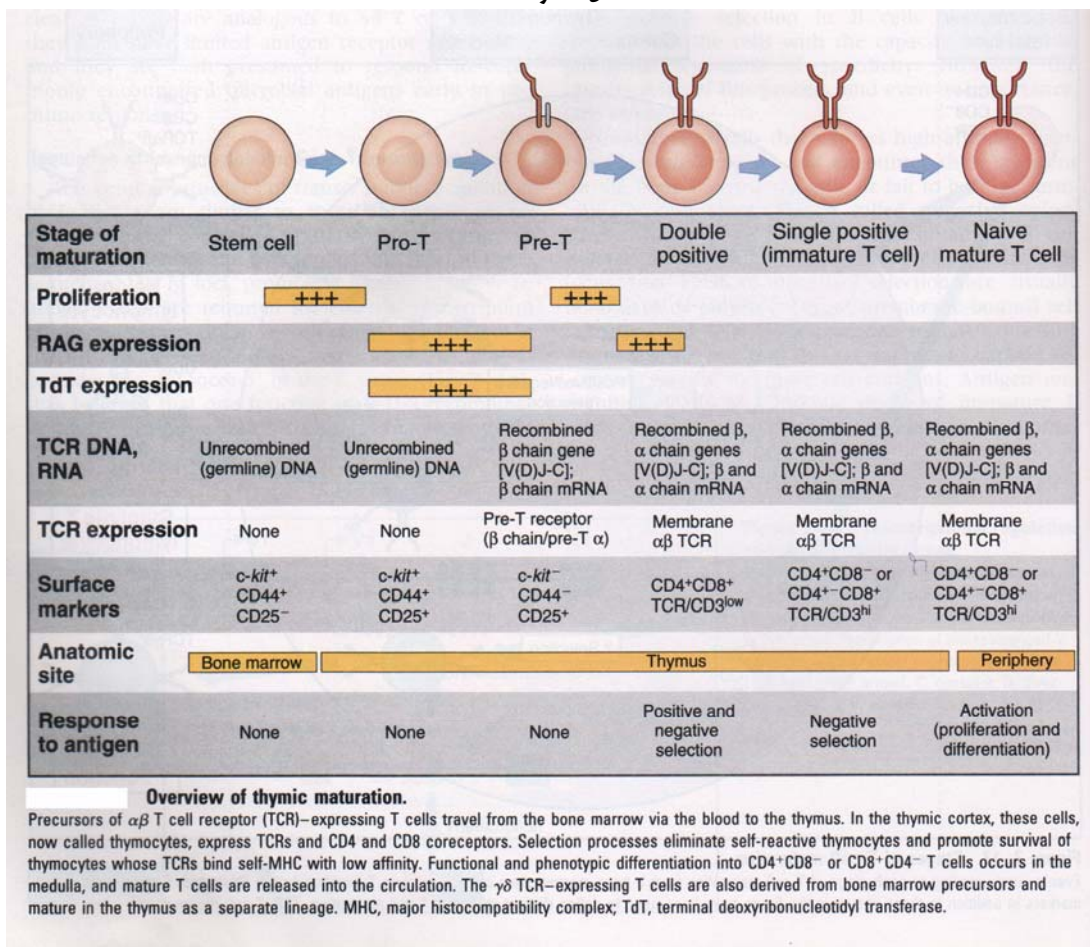 Stage of maturation
Stem cell
Pro-T
Pre-T
Double
positive
Single positive
(immature T cell)
Naive
mature T cell
Proliferation
+++
+++
RAG expression
+++
+++
TdT expression
+++
TCR DNA,
RNA
Unrecombined
(germline) DNA
Unrecombined
(germline) DNA
Recombined
β chain gene
[V(D)J-C];
β chain mRNA
Recombined β,
α chain genes
[V(D)J-C]; β and
α chain mRNA
Recombined β,
α chain genes
[V(D)J-C]; β and
α chain mRNA
Recombined β,
α chain genes
[V(D)J-C]; β and
α chain mRNA
TCR expression
None
None
Pre-T receptor
(β chain/pre-T α)
Membrane
αβ TCR
Membrane
αβ TCR
Membrane
αβ TCR
Surface
markers
c-kit⁺
CD44⁺
CD25⁻
c-kit⁺
CD44⁺
CD25⁺
c-kit⁻
CD44⁻
CD25⁺
CD4⁺CD8⁺
TCR/CD3low
CD4⁺CD8⁻ or
CD4⁺⁻CD8⁺
TCR/CD3hi
CD4⁺CD8⁻ or
CD4⁺⁻CD8⁺
TCR/CD3hi
Anatomic
site
Bone marrow
Thymus
Periphery
Response
to antigen
None
None
None
Positive and
negative
selection
Negative
selection
Activation
(proliferation and
differentiation)
Overview of thymic maturation.
Precursors of αβ T cell receptor (TCR)–expressing T cells travel from the bone marrow via the blood to the thymus. In the thymic cortex, these cells,
now called thymocytes, express TCRs and CD4 and CD8 coreceptors. Selection processes eliminate self-reactive thymocytes and promote survival of
thymocytes whose TCRs bind self-MHC with low affinity. Functional and phenotypic differentiation into CD4⁺CD8⁻ or CD8⁺CD4⁻ T cells occurs in the
medulla, and mature T cells are released into the circulation. The γδ TCR–expressing T cells are also derived from bone marrow precursors and
mature in the thymus as a separate lineage. MHC, major histocompatibility complex; TdT, terminal deoxyribonucleotidyl transferase.